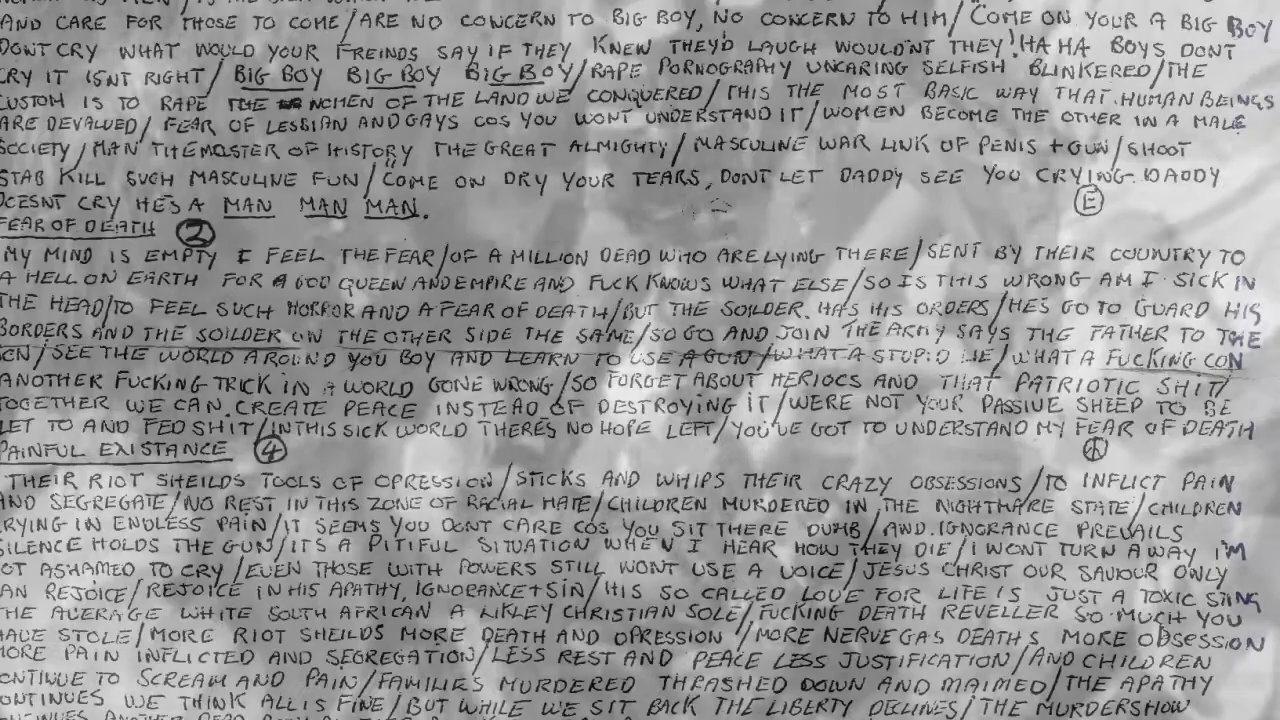 AND CARE FOR THOSE TO COME/ARE NO CONCERN TO BIG BOY, NO CONCERN TO HIM/COME ON YOUR A BIG BOY
DONT CRY WHAT WOULD YOUR FREINDS SAY IF THEY KNEW THEY'D LAUGH WOULDN'T THEY! HA HA BOYS DONT
CRY IT ISNT RIGHT/BIG BOY BIG BOY BIG BOY/RAPE PORNOGRAPHY UNCARING SELFISH BLINKERED/THE
CUSTOM IS TO RAPE THE WOMEN OF THE LAND WE CONQUERED/THIS THE MOST BASIC WAY THAT HUMAN BEINGS
ARE DEVALUED/FEAR OF LESBIAN AND GAYS COS YOU WONT UNDERSTAND IT/WOMEN BECOME THE OTHER IN A MALE
SOCIETY/MAN THE MASTER OF HISTORY THE GREAT ALMIGHTY/MASCULINE WAR LINK OF PENIS + GUN/SHOOT
STAB KILL SUCH MASCULINE FUN/"COME ON DRY YOUR TEARS, DONT LET DADDY SEE YOU CRYING. DADDY
DOESNT CRY HE'S A MAN MAN MAN. E
FEAR OF DEATH 2
MY MIND IS EMPTY I FEEL THE FEAR/OF A MILLION DEAD WHO ARE LYING THERE/SENT BY THEIR COUNTRY TO
A HELL ON EARTH FOR A GOD QUEEN AND EMPIRE AND FUCK KNOWS WHAT ELSE/SO IS THIS WRONG AM I SICK IN
THE HEAD/TO FEEL SUCH HORROR AND A FEAR OF DEATH/BUT THE SOILDER HAS HIS ORDERS/HE'S GO TO GUARD HIS
BORDERS AND THE SOILDER ON THE OTHER SIDE THE SAME/SO GO AND JOIN THE ARMY SAYS THE FATHER TO THE
SEN/SEE THE WORLD AROUND YOU BOY AND LEARN TO USE A GUN/WHAT A STUPID LIE/WHAT A FUCKING CON
ANOTHER FUCKING TRICK IN A WORLD GONE WRONG/SO FORGET ABOUT HERIOCS AND THAT PATRIOTIC SHIT/
TOGETHER WE CAN CREATE PEACE INSTEAD OF DESTROYING IT/WERE NOT YOUR PASSIVE SHEEP TO BE
LET TO AND FED SHIT/IN THIS SICK WORLD THERE'S NO HOPE LEFT/YOU'VE GOT TO UNDERSTAND MY FEAR OF DEATH
PAINFUL EXISTANCE 4
THEIR RIOT SHEILDS TOOLS OF OPRESSION/STICKS AND WHIPS THEIR CRAZY OBSESSIONS/TO INFLICT PAIN
AND SEGREGATE/NO REST IN THIS ZONE OF RACIAL HATE/CHILDREN MURDERED IN THE NIGHTMARE STATE/CHILDREN
CRYING IN ENDLESS PAIN/IT SEEMS YOU DONT CARE COS YOU SIT THERE DUMB/AND IGNORANCE PREVAILS
SILENCE HOLDS THE GUN/ITS A PITIFUL SITUATION WHEN I HEAR HOW THEY DIE/I WONT TURN AWAY I'M
NOT ASHAMED TO CRY/EVEN THOSE WITH POWERS STILL WONT USE A VOICE/JESUS CHRIST OUR SAVIOUR ONLY
CAN REJOICE/REJOICE IN HIS APATHY, IGNORANCE + SIN/HIS SO CALLED LOVE FOR LIFE IS JUST A TOXIC STING
THE AVERAGE WHITE SOUTH AFRICAN A LIKLEY CHRISTIAN SOLE/FUCKING DEATH REVELLER SO MUCH YOU
HAVE STOLE/MORE RIOT SHEILDS MORE DEATH AND OPRESSION/MORE NERVE GAS DEATHS MORE OBSESSION
MORE PAIN INFLICTED AND SEGREGATION/LESS REST AND PEACE LESS JUSTIFICATION/AND CHILDREN
CONTINUE TO SCREAM AND PAIN/FAMILIES MURDERED THRASHED DOWN AND MAIMED/THE APATHY
CONTINUES WE THINK ALL IS FINE/BUT WHILE WE SIT BACK THE LIBERTY DECLINES/THE MURDERSHOW